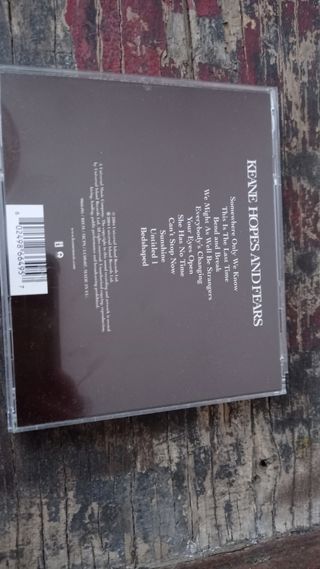 KEANE HOPES AND FEARS
Somewhere Only We Know
This Is The Last Time
Bend and Break
We Might As Well Be Strangers
Everybody's Changing
Your Eyes Open
She Has No Time
Can't Stop Now
Sunshine
Untitled 1
Bedshaped